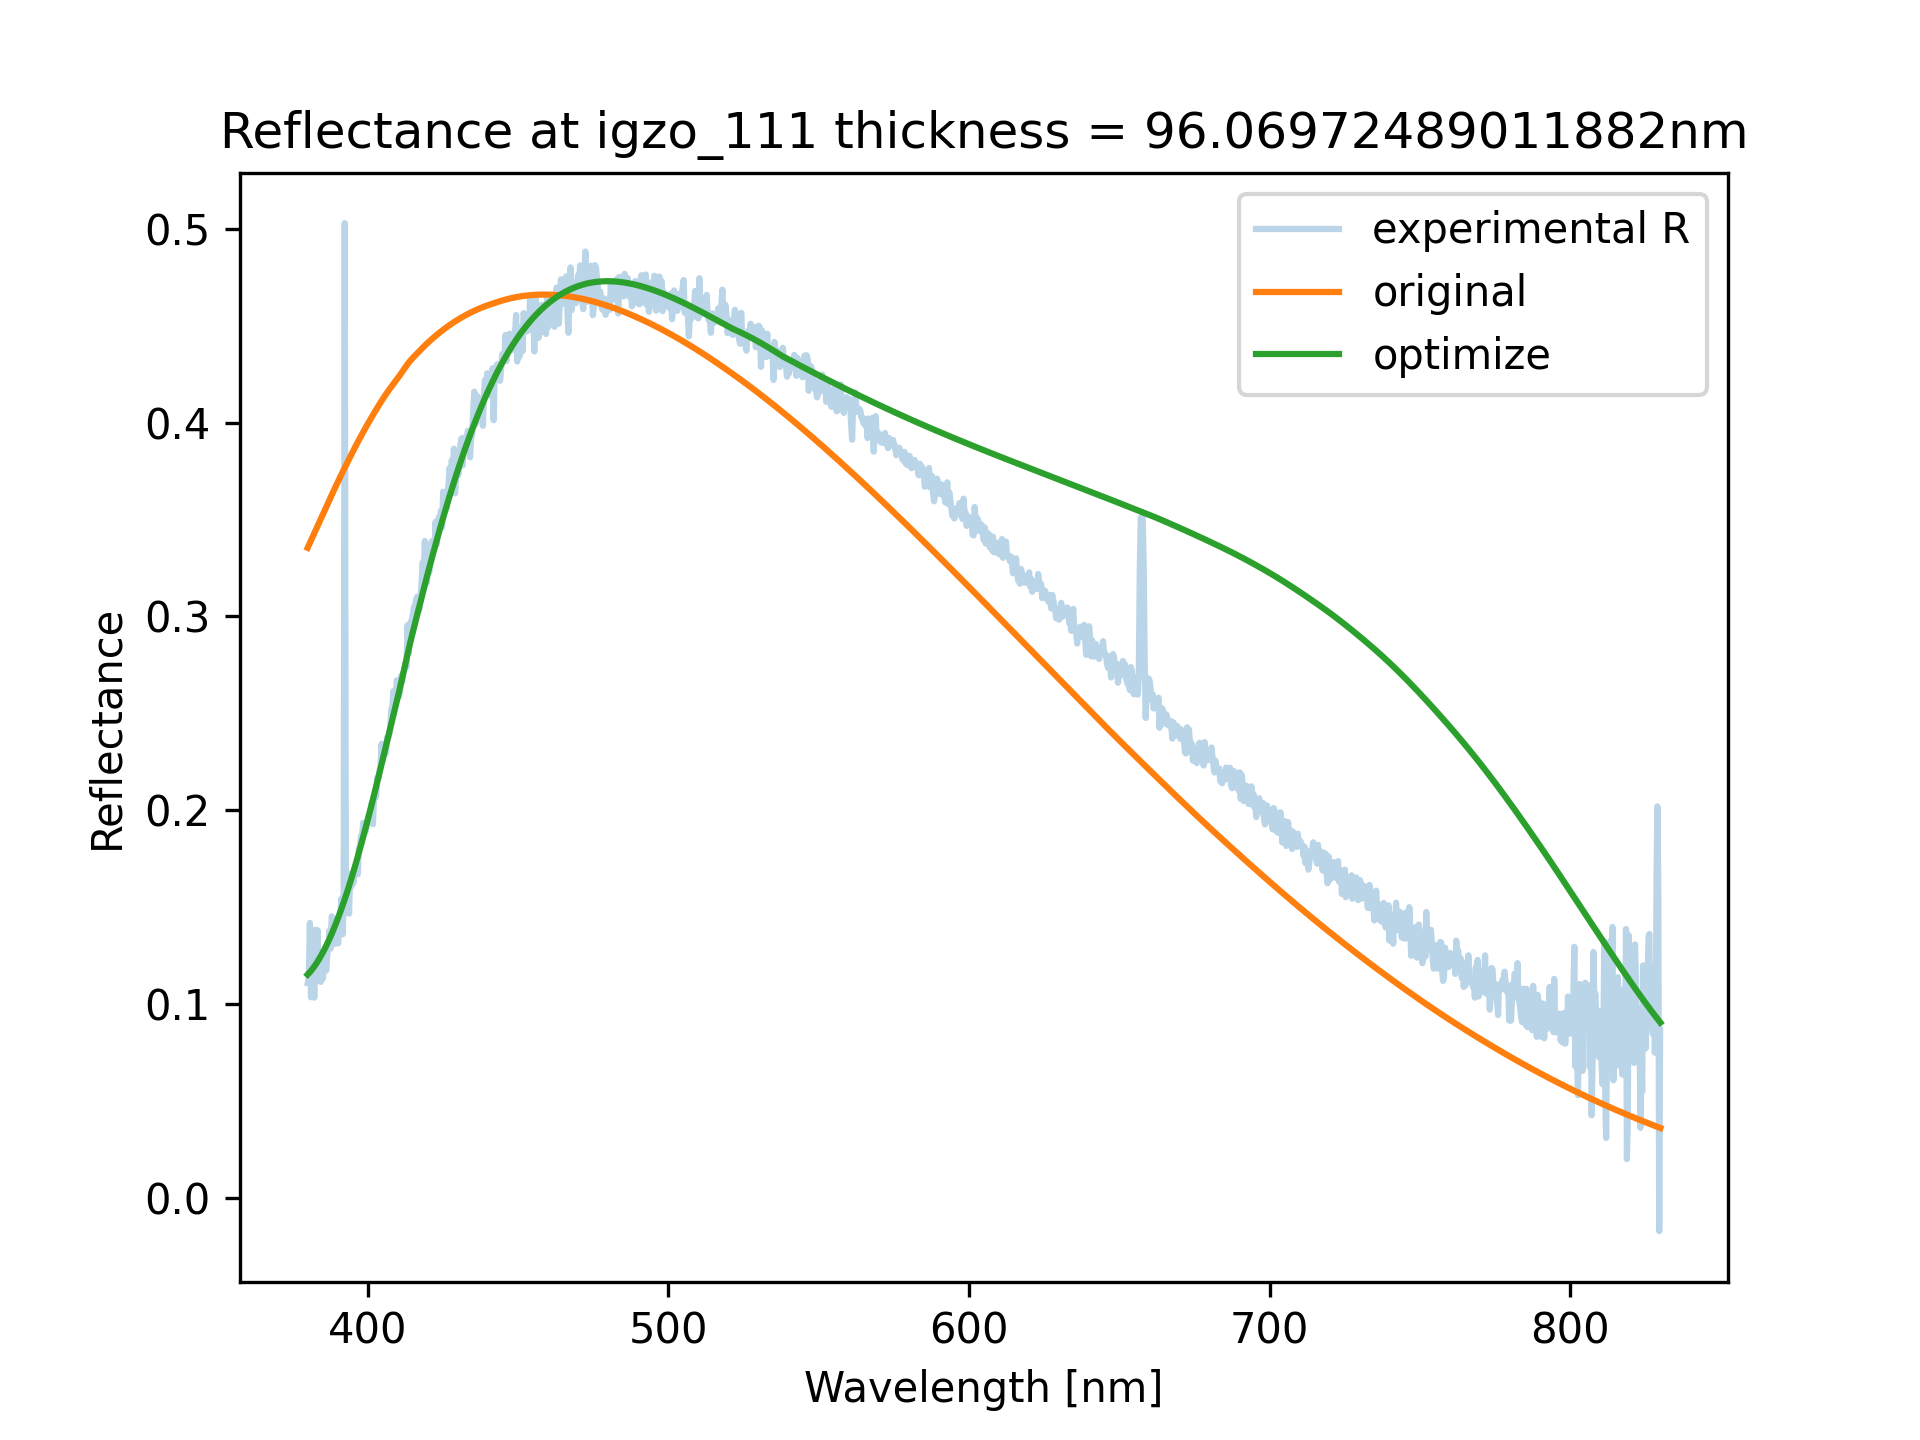 Reflectance at igzo_111 thickness = 96.06972489011882nm
experimental R
original
optimize
Reflectance
0.5
0.4
0.3
0.2
0.1
0.0
400 500 600 700 800
Wavelength [nm]